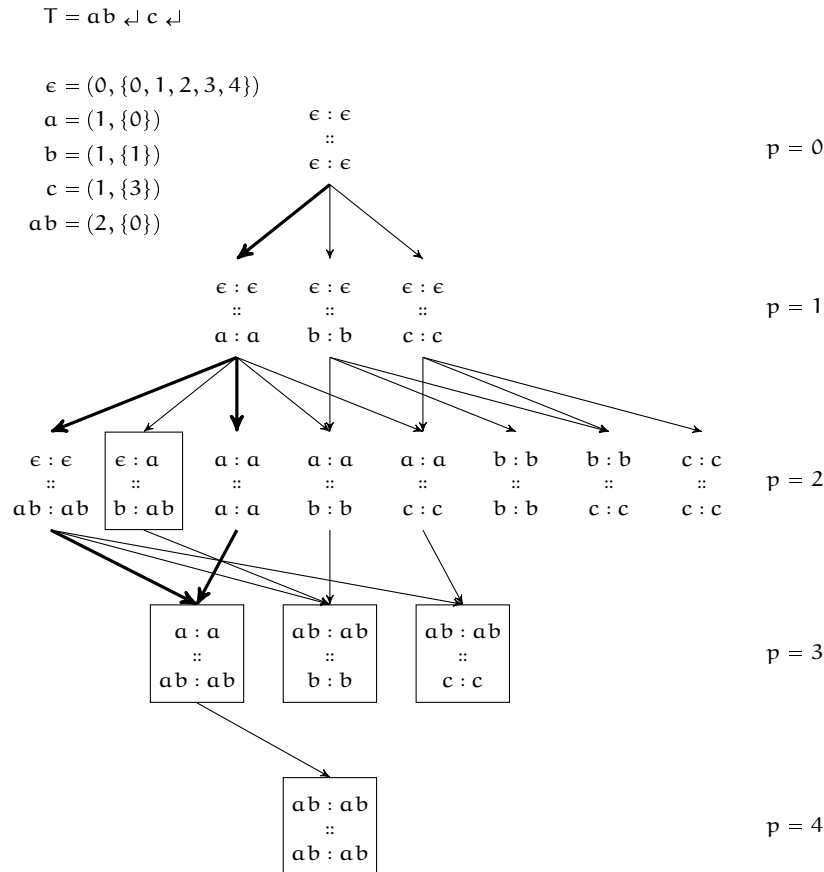 T = ab ↲ c ↲
ϵ = (0, {0, 1, 2, 3, 4})
a = (1, {0})
b = (1, {1})
c = (1, {3})
ab = (2, {0})
ϵ : ϵ
::
ϵ : ϵ
p = 0
ϵ : ϵ ϵ : ϵ ϵ : ϵ
:: :: ::
a : a b : b c : c
p = 1
ϵ : ϵ ϵ : a a : a a : a a : a b : b b : b c : c
:: :: :: :: :: :: :: ::
ab : ab b : ab a : a b : b c : c b : b c : c c : c
p = 2
a : a ab : ab ab : ab
:: :: ::
ab : ab b : b c : c
p = 3
ab : ab
::
ab : ab
p = 4